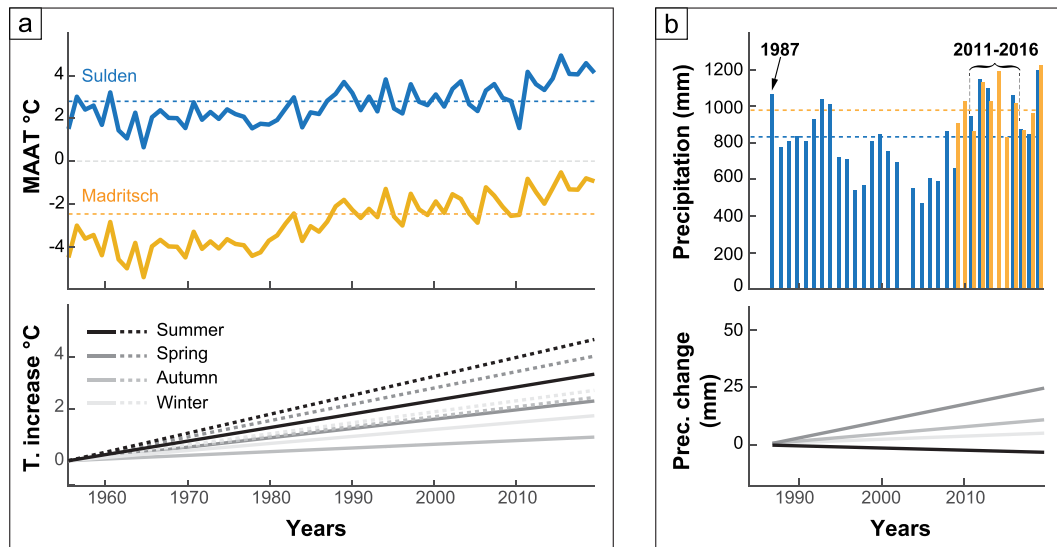 a
MAAT °C
4
2
0
-2
-4
Sulden
Madritsch
T. increase °C
4
2
0
Summer
Spring
Autumn
Winter
1960 1970 1980 1990 2000 2010
Years
b
Precipitation (mm)
1200
1000
800
600
400
200
0
1987
2011-2016
Prec. change
(mm)
50
25
0
1990 2000 2010
Years